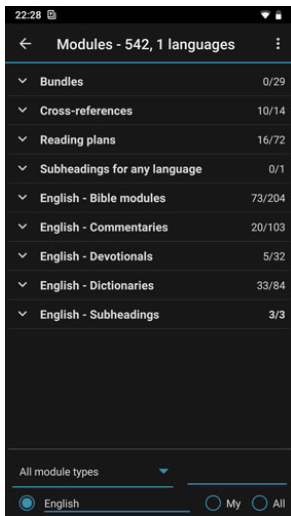 22:28
Modules - 542, 1 languages
Bundles 0/29
Cross-references 10/14
Reading plans 16/72
Subheadings for any language 0/1
English - Bible modules 73/204
English - Commentaries 20/103
English - Devotionals 5/32
English - Dictionaries 33/84
English - Subheadings 3/3
All module types
English My All